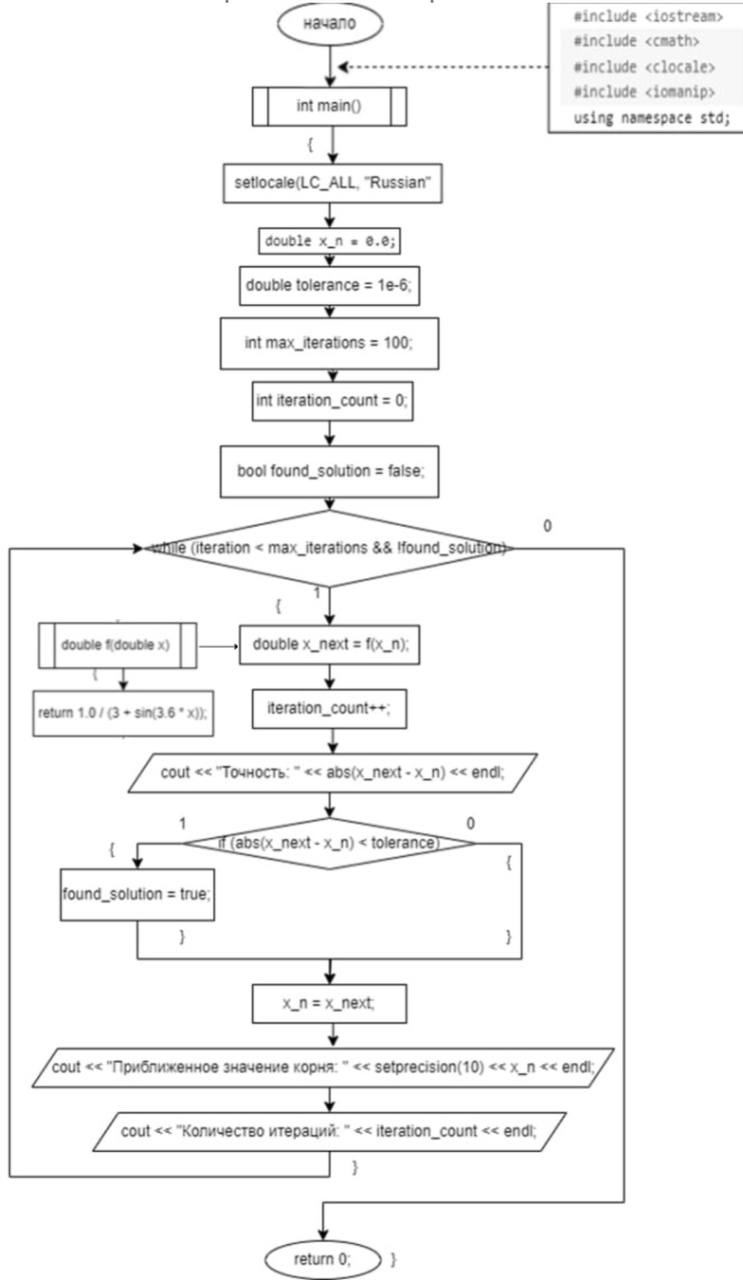 начало
#include <iostream>
#include <cmath>
#include <clocale>
#include <iomanip>
using namespace std;
int main()
{
setlocale(LC_ALL, "Russian"
double x_n = 0.0;
double tolerance = 1e-6;
int max_iterations = 100;
int iteration_count = 0;
bool found_solution = false;
0
while (iteration < max_iterations && !found_solution)
1
{
double f(double x)
double x_next = f(x_n);
{
return 1.0 / (3 + sin(3.6 * x));
iteration_count++;
cout << "Точность: " << abs(x_next - x_n) << endl;
1
0
if (abs(x_next - x_n) < tolerance)
{
{
found_solution = true;
}
}
x_n = x_next;
cout << "Приближенное значение корня: " << setprecision(10) << x_n << endl;
cout << "Количество итераций: " << iteration_count << endl;
}
return 0;
}